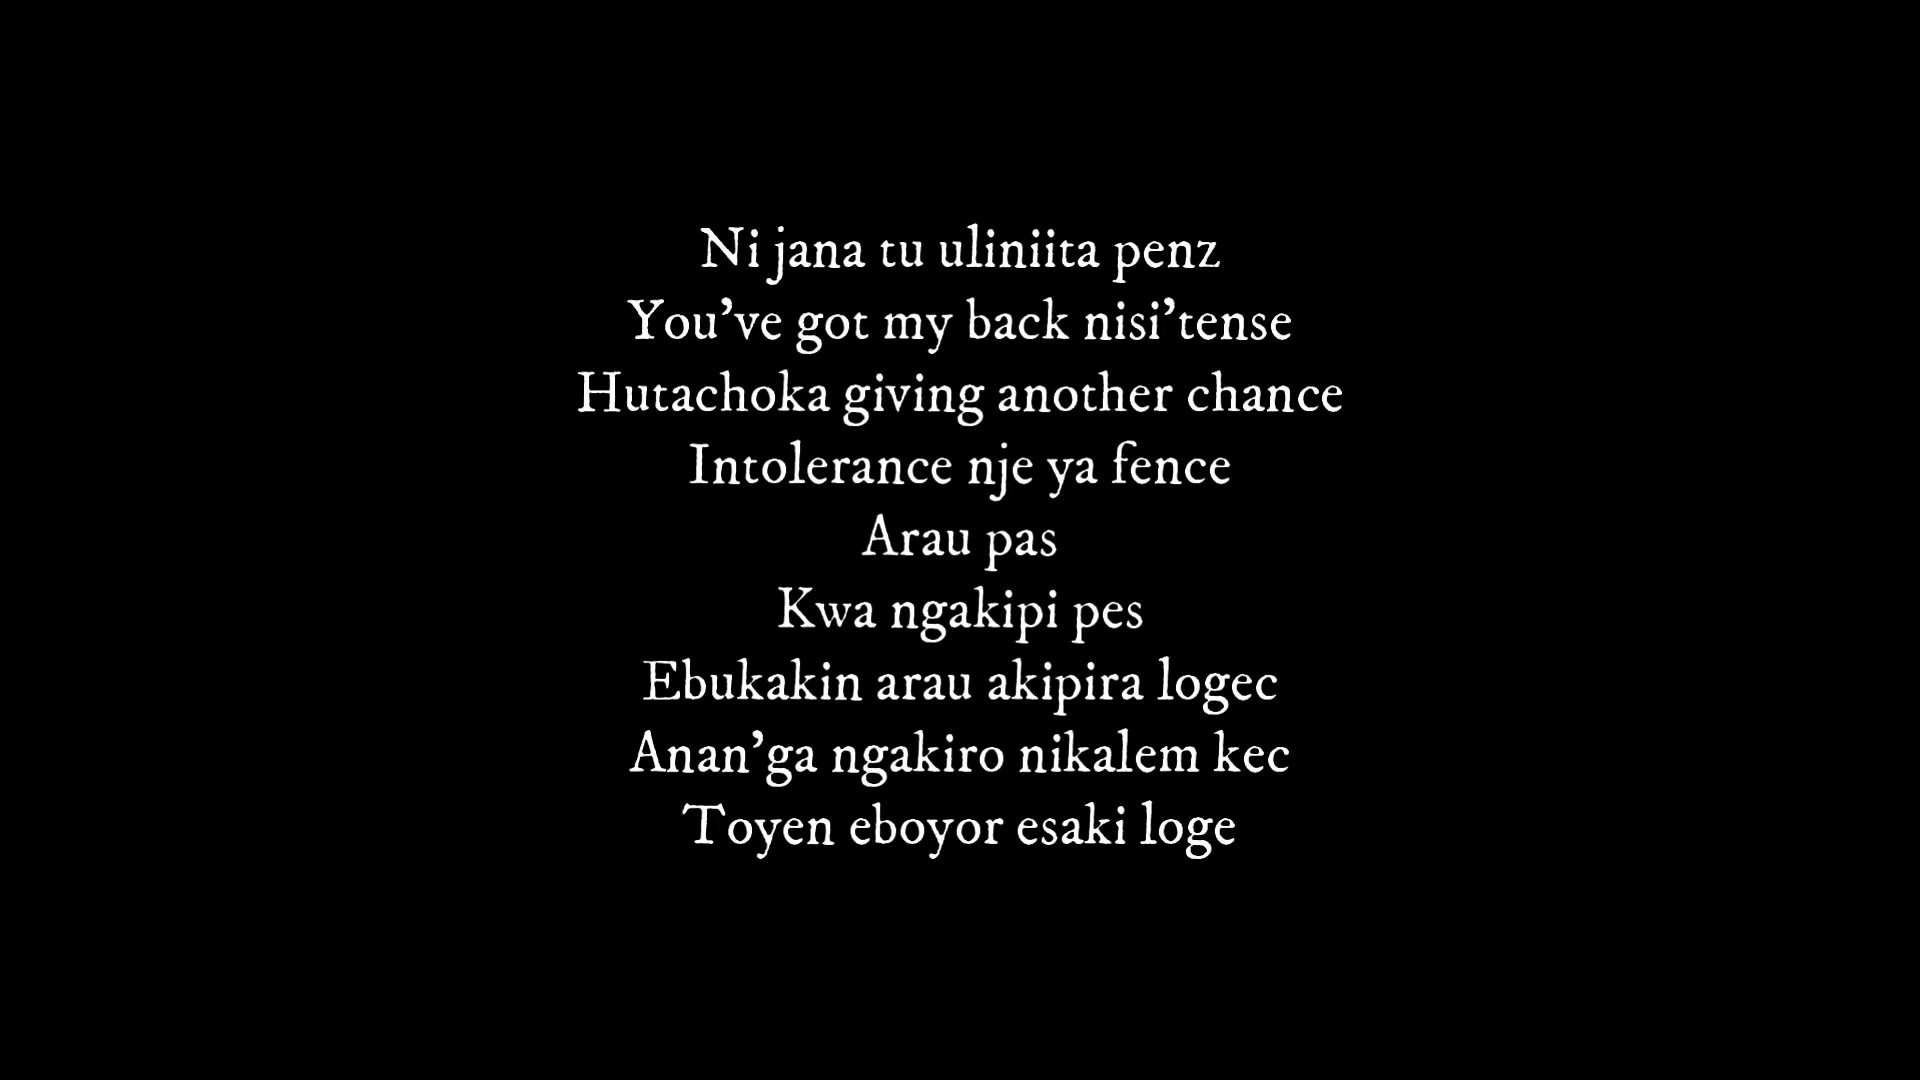 Ni jana tu uliniita penz
You've got my back nisi'tense
Hutachoka giving another chance
Intolerance nje ya fence
Arau pas
Kwa ngakipi pes
Ebukakin arau akipira logec
Anan'ga ngakiro nikalem kec
Toyen eboyor esaki loge